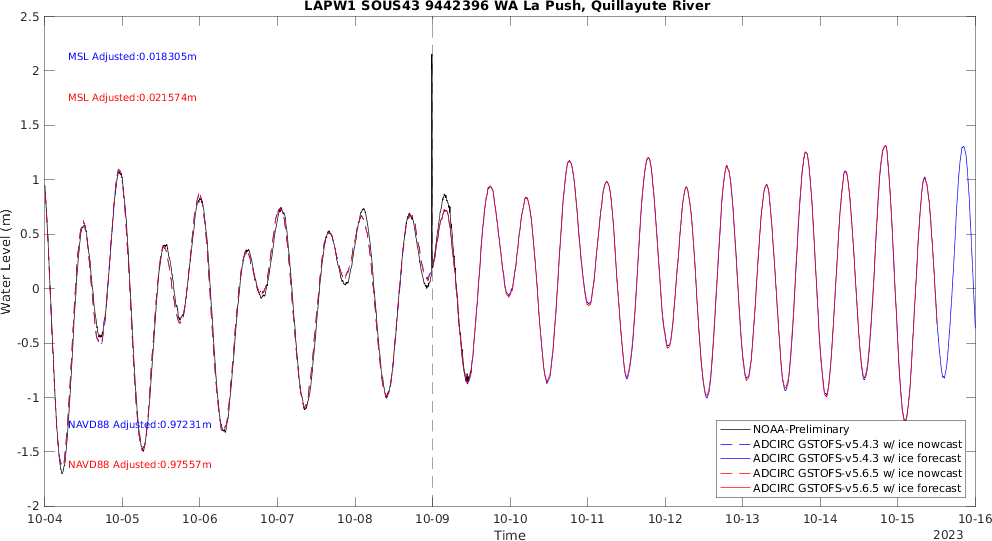 LAPW1 SOUS43 9442396 WA La Push, Quillayute River
Water Level (m)
2.5
2
1.5
1
0.5
0
-0.5
-1
-1.5
-2
MSL Adjusted:0.018305m
MSL Adjusted:0.021574m
NAVD88 Adjusted:0.97231m
NAVD88 Adjusted:0.97557m
NOAA-Preliminary
ADCIRC GSTOFS-v5.4.3 w/ ice nowcast
ADCIRC GSTOFS-v5.4.3 w/ ice forecast
ADCIRC GSTOFS-v5.6.5 w/ ice nowcast
ADCIRC GSTOFS-v5.6.5 w/ ice forecast
10-04 10-05 10-06 10-07 10-08 10-09 10-10 10-11 10-12 10-13 10-14 10-15 10-16
Time
2023